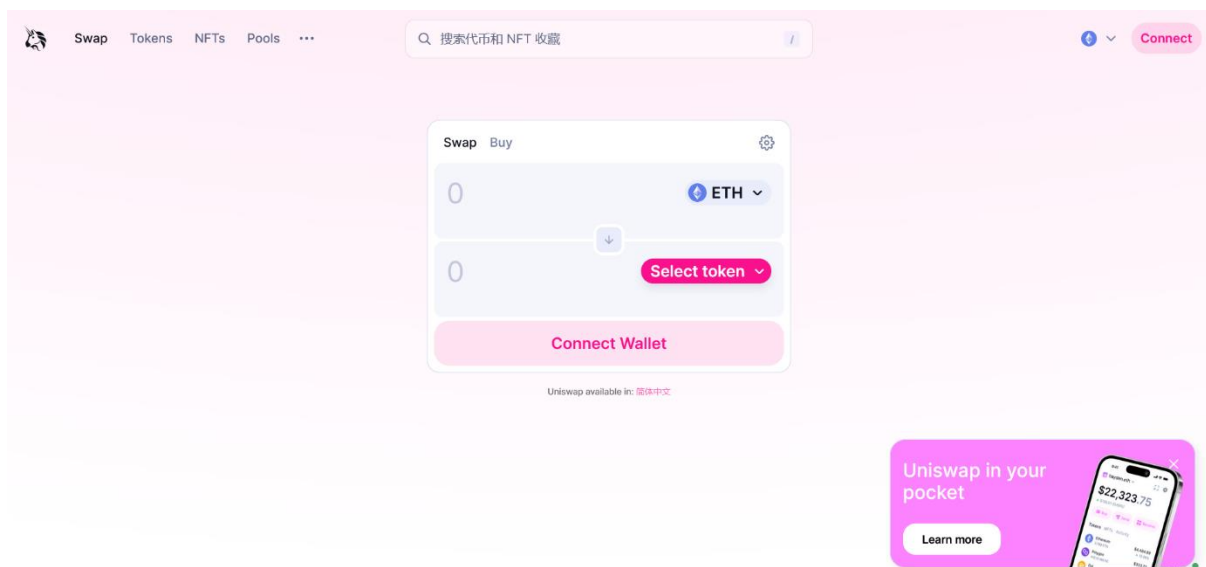 Swap Tokens NFTs Pools ···
搜索代币和 NFT 收藏 /
Connect
Swap Buy
0 ETH
0 Select token
Connect Wallet
Uniswap available in: 简体中文
Uniswap in your
pocket
Learn more
$22,323.75